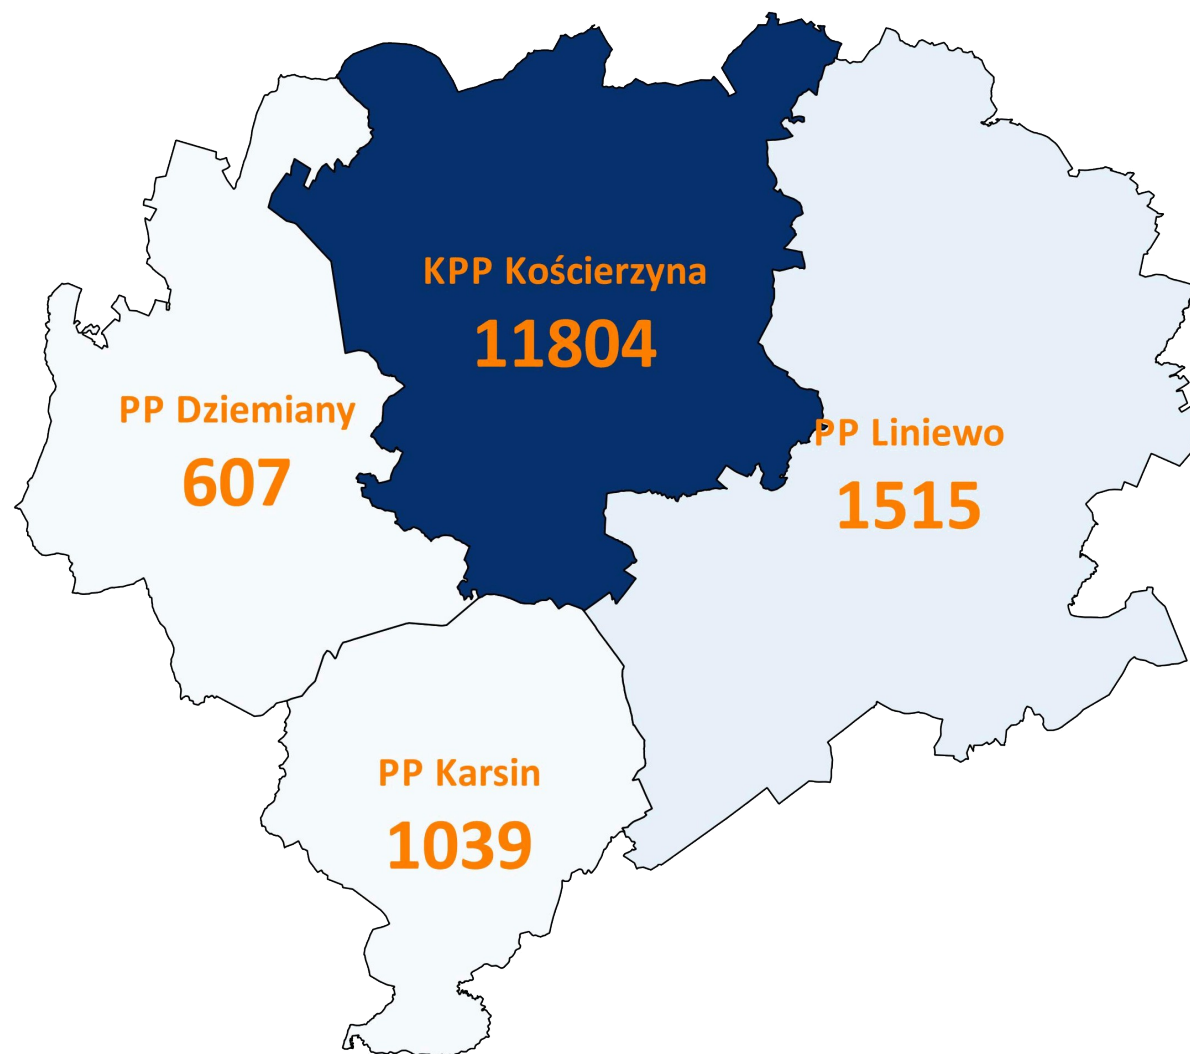 KPP Kościerzyna
11804
PP Dziemiany
607
PP Liniewo
1515
PP Karsin
1039